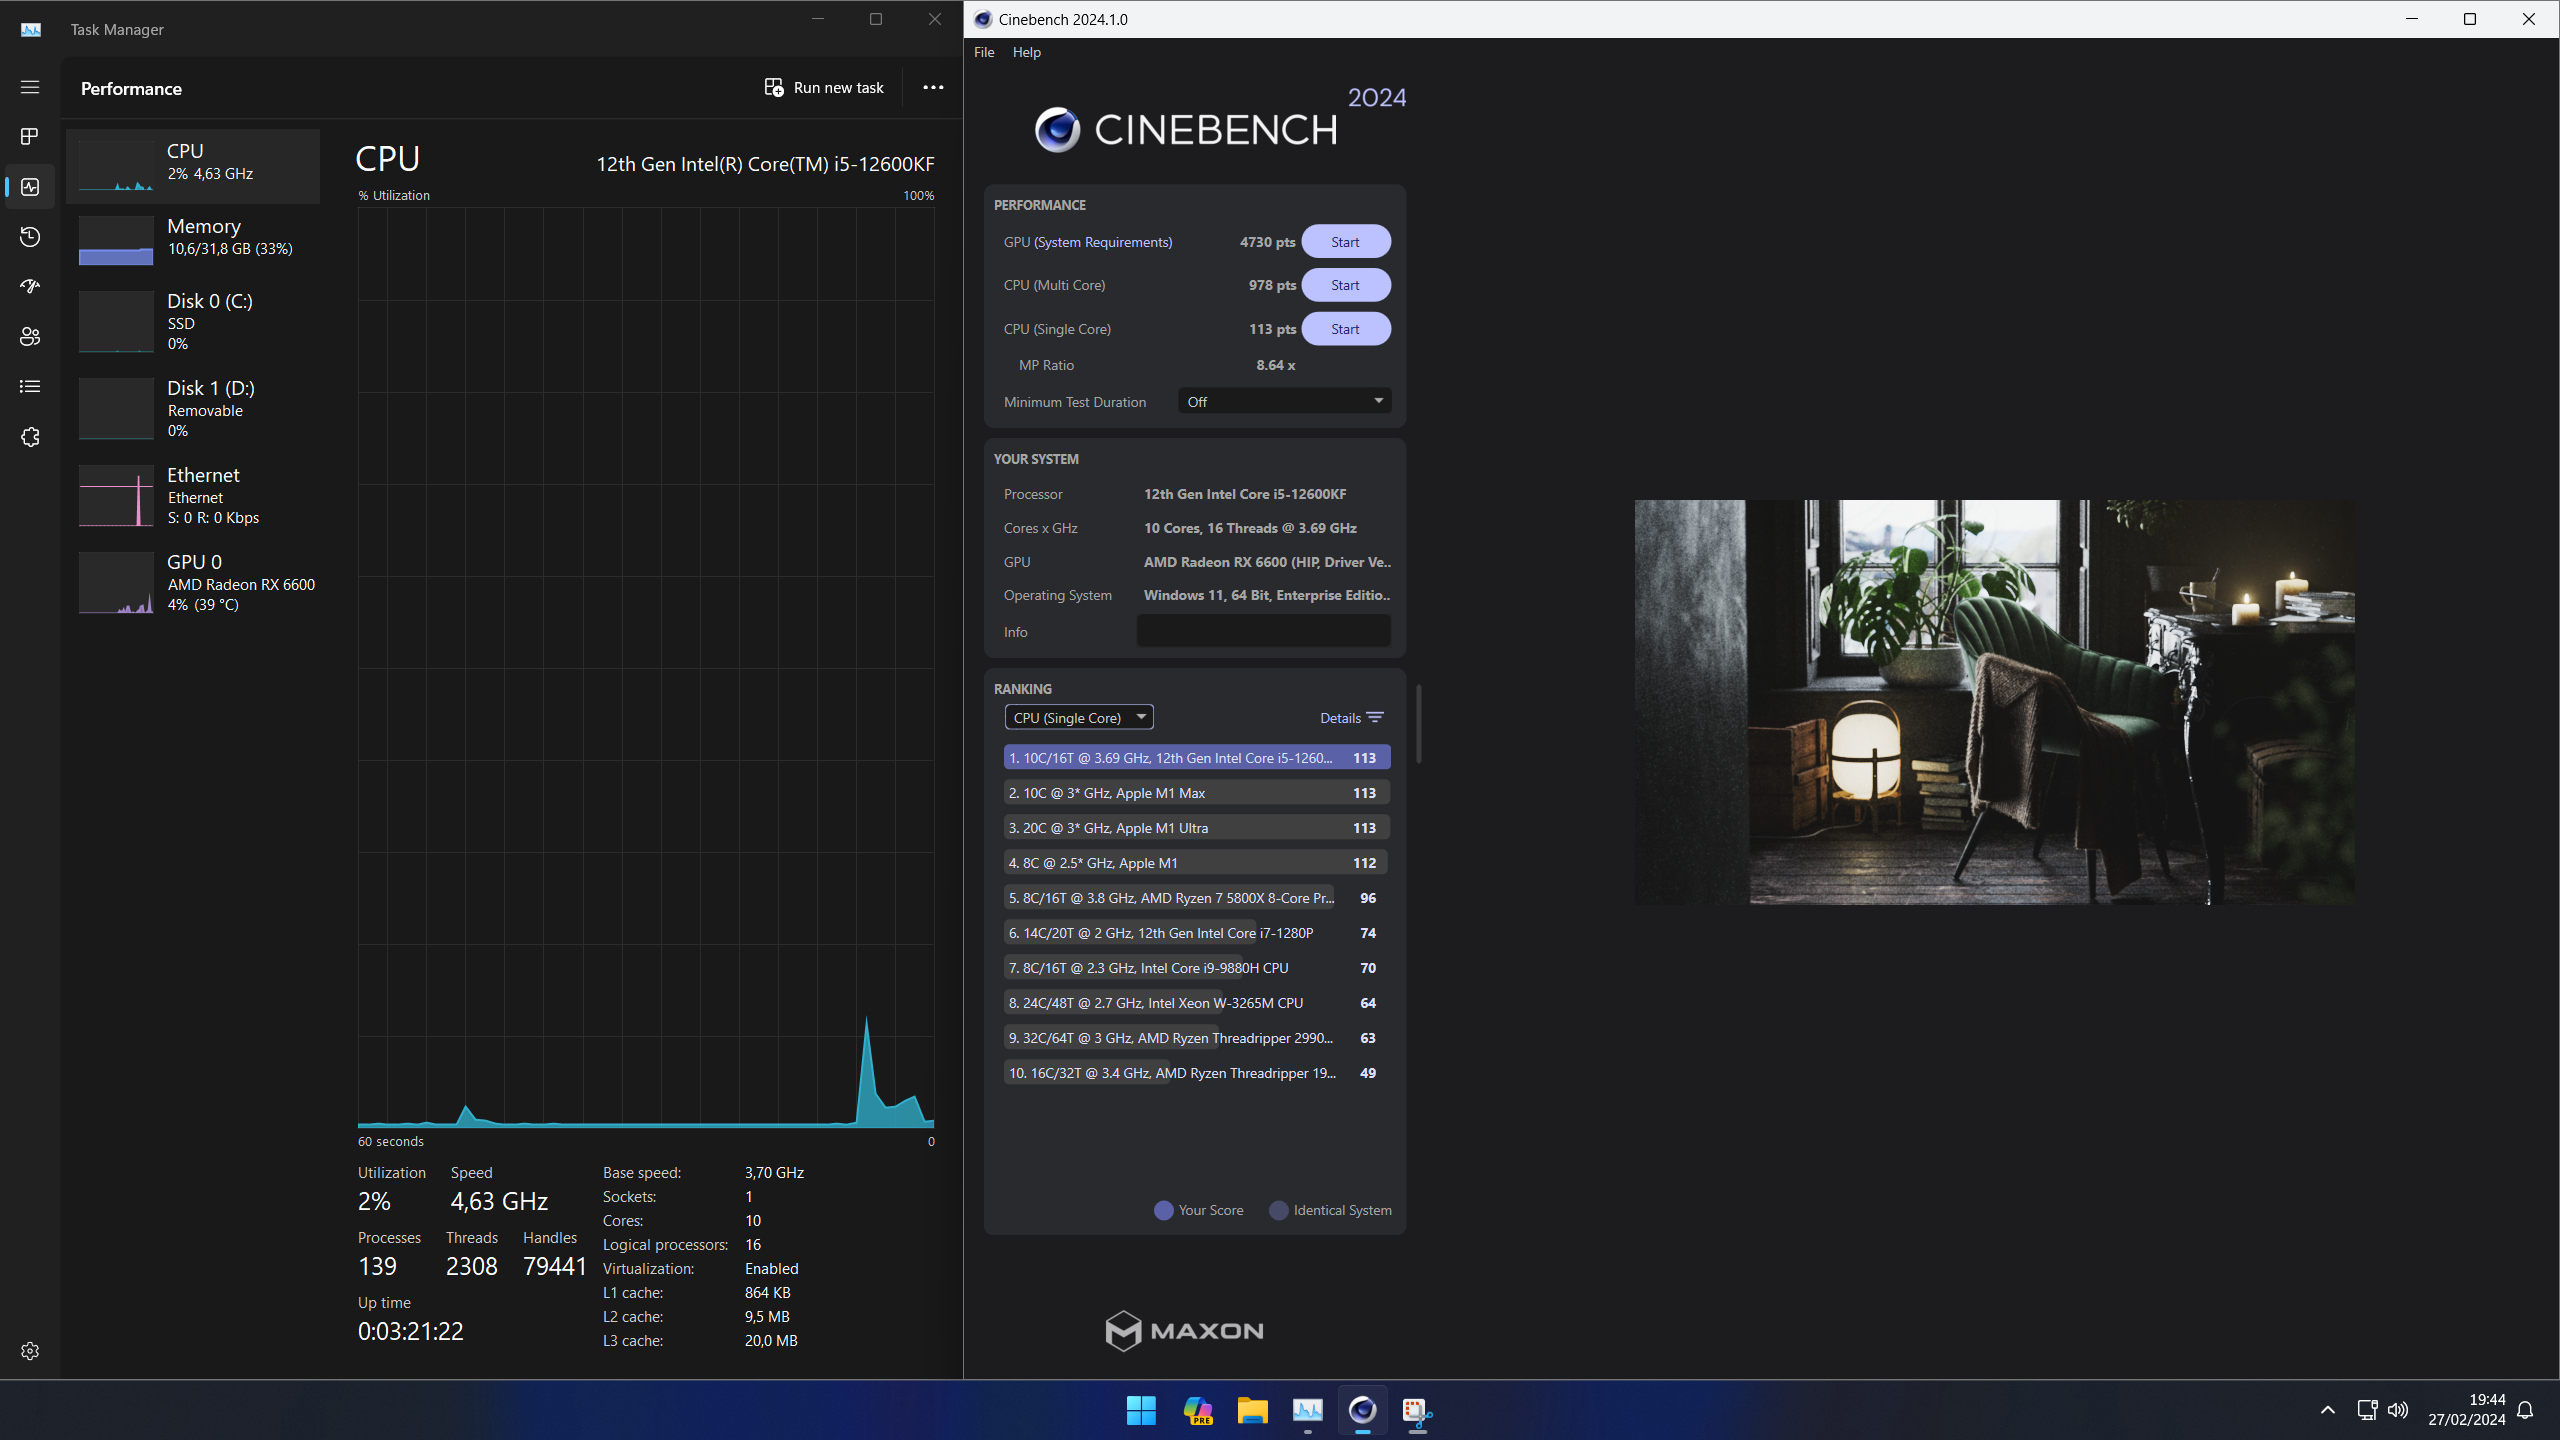 Task Manager
Performance
Run new task
CPU
2% 4,63 GHz
Memory
10,6/31,8 GB (33%)
Disk 0 (C:)
SSD
0%
Disk 1 (D:)
Removable
0%
Ethernet
Ethernet
S: 0 R: 0 Kbps
GPU 0
AMD Radeon RX 6600
4% (39 °C)
CPU
12th Gen Intel(R) Core(TM) i5-12600KF
% Utilization
100%
60 seconds
0
Utilization
2%
Speed
4,63 GHz
Processes
139
Threads
2308
Handles
79441
Up time
0:03:21:22
Base speed: 3,70 GHz
Sockets: 1
Cores: 10
Logical processors: 16
Virtualization: Enabled
L1 cache: 864 KB
L2 cache: 9,5 MB
L3 cache: 20,0 MB
Cinebench 2024.1.0
File Help
CINEBENCH 2024
PERFORMANCE
GPU (System Requirements) 4730 pts Start
CPU (Multi Core) 978 pts Start
CPU (Single Core) 113 pts Start
MP Ratio 8.64 x
Minimum Test Duration Off
YOUR SYSTEM
Processor 12th Gen Intel Core i5-12600KF
Cores x GHz 10 Cores, 16 Threads @ 3.69 GHz
GPU AMD Radeon RX 6600 (HIP, Driver Ve..
Operating System Windows 11, 64 Bit, Enterprise Editio..
Info
RANKING
CPU (Single Core) Details
1. 10C/16T @ 3.69 GHz, 12th Gen Intel Core i5-1260... 113
2. 10C @ 3* GHz, Apple M1 Max 113
3. 20C @ 3* GHz, Apple M1 Ultra 113
4. 8C @ 2.5* GHz, Apple M1 112
5. 8C/16T @ 3.8 GHz, AMD Ryzen 7 5800X 8-Core Pr... 96
6. 14C/20T @ 2 GHz, 12th Gen Intel Core i7-1280P 74
7. 8C/16T @ 2.3 GHz, Intel Core i9-9880H CPU 70
8. 24C/48T @ 2.7 GHz, Intel Xeon W-3265M CPU 64
9. 32C/64T @ 3 GHz, AMD Ryzen Threadripper 2990... 63
10. 16C/32T @ 3.4 GHz, AMD Ryzen Threadripper 19... 49
Your Score Identical System
MAXON
PRE
19:44
27/02/2024